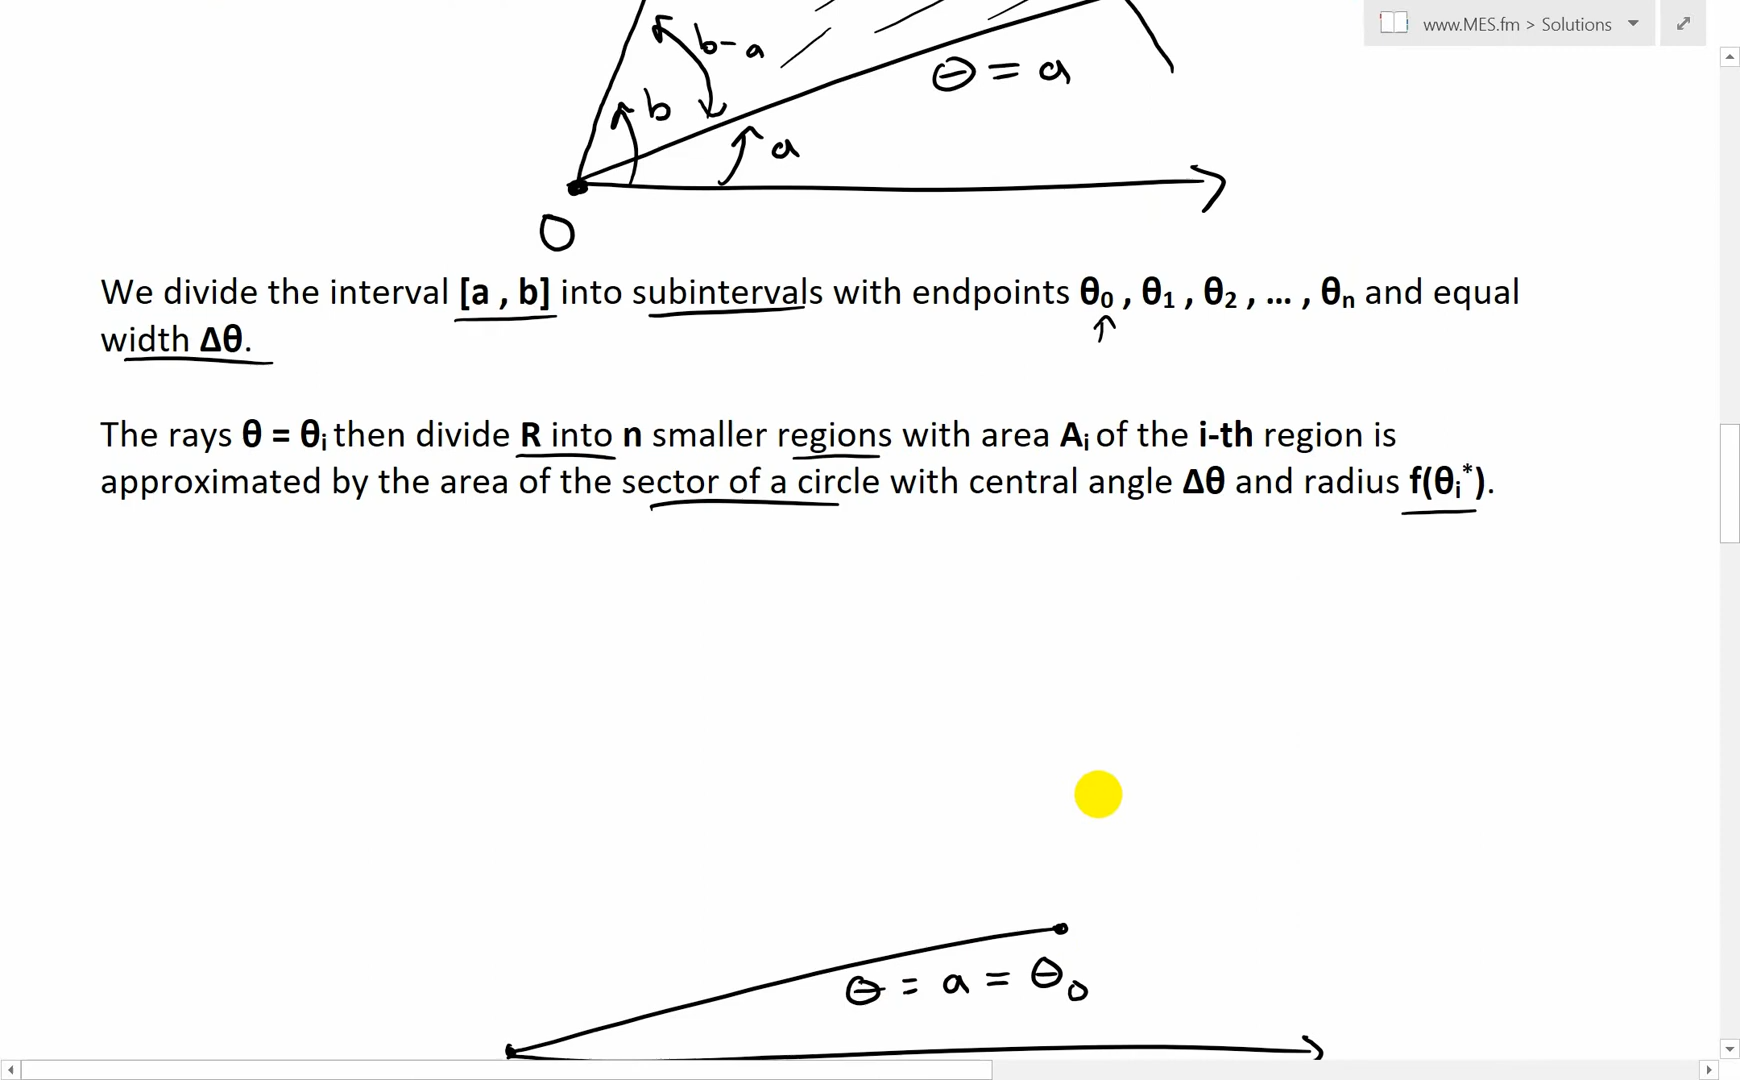 www.MES.fm > Solutions
b-a
θ = a
b
a
O
We divide the interval [a , b] into subintervals with endpoints θ₀ , θ₁ , θ₂ , ... , θₙ and equal
width Δθ.
The rays θ = θᵢ then divide R into n smaller regions with area Aᵢ of the i-th region is
approximated by the area of the sector of a circle with central angle Δθ and radius f(θᵢ*).
θ = a = θ₀